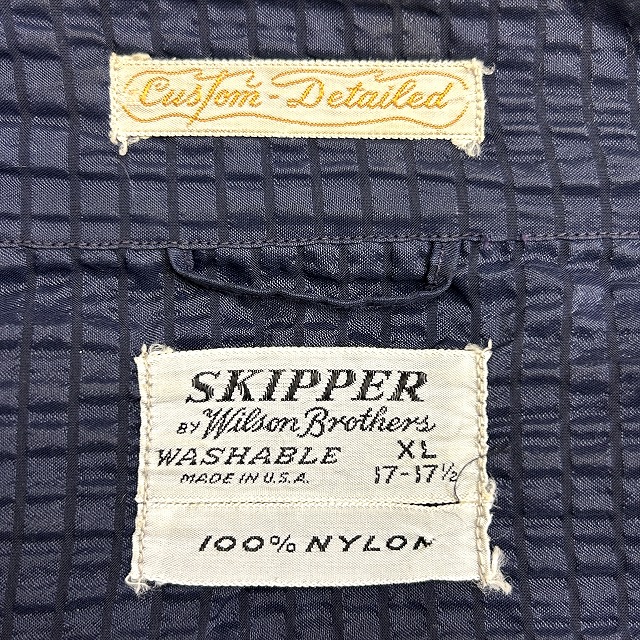 Custom-Detailed
SKIPPER
BY Wilson Brothers
WASHABLE XL
MADE IN U.S.A. 17-17½
100% NYLON